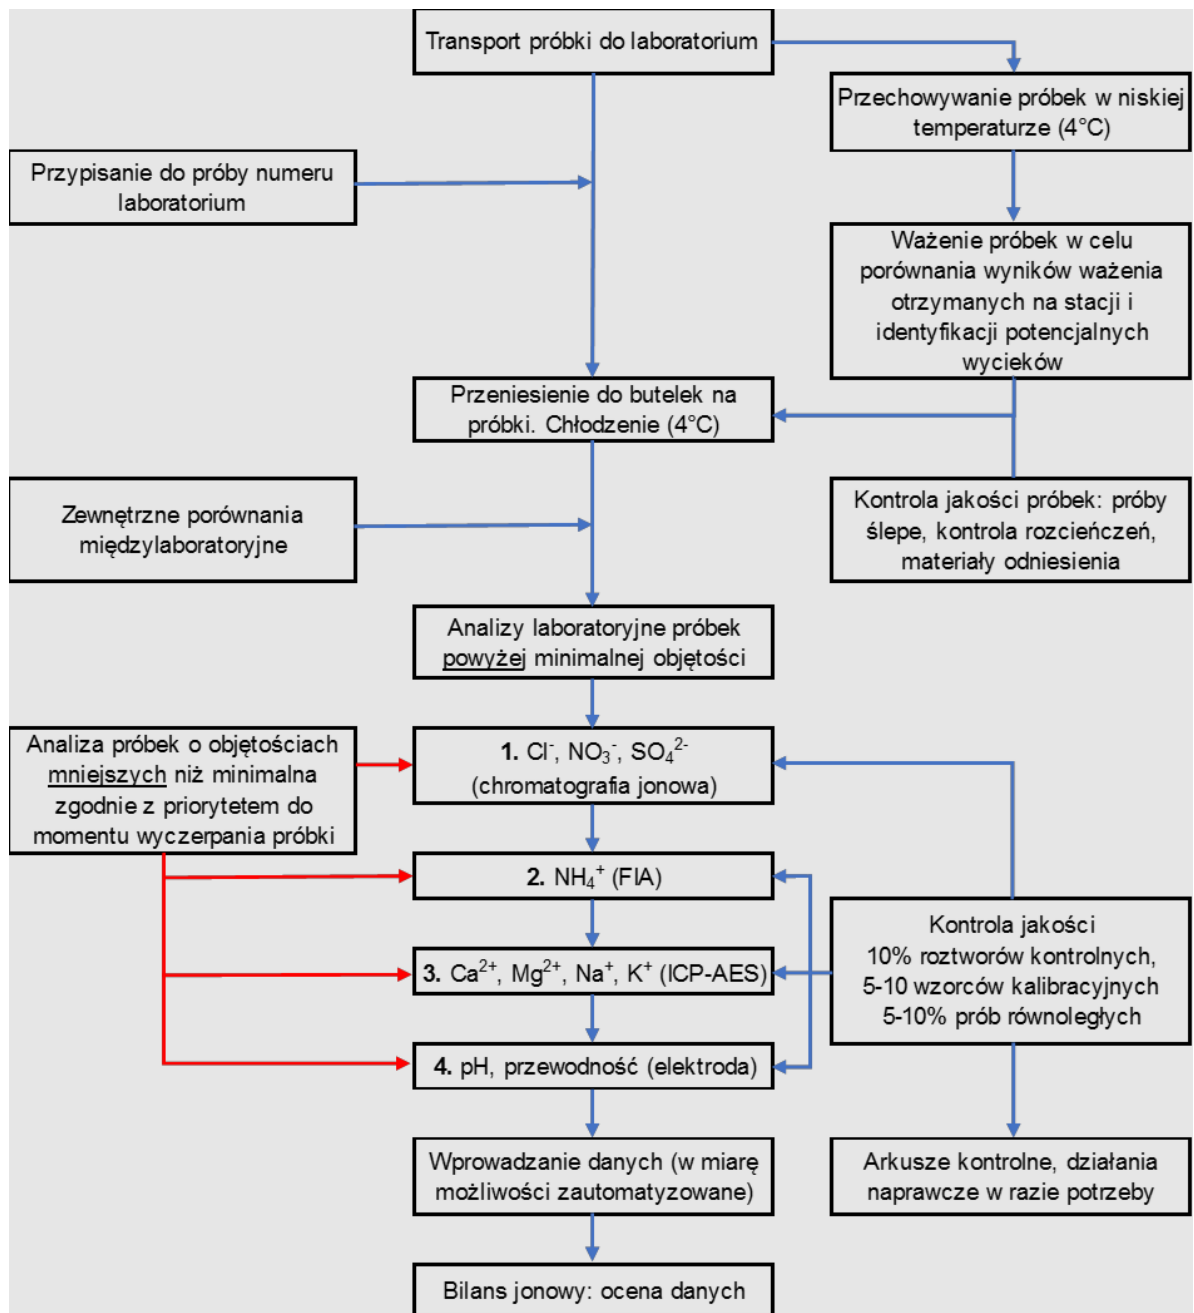 Transport próbki do laboratorium
Przechowywanie próbek w niskiej
temperaturze (4°C)
Przypisanie do próby numeru
laboratorium
Ważenie próbek w celu
porównania wyników ważenia
otrzymanych na stacji i
identyfikacji potencjalnych
wycieków
Przeniesienie do butelek na
próbki. Chłodzenie (4°C)
Zewnętrzne porównania
międzylaboratoryjne
Kontrola jakości próbek: próby
ślepe, kontrola rozcieńczeń,
materiały odniesienia
Analizy laboratoryjne próbek
powyżej minimalnej objętości
Analiza próbek o objętościach
mniejszych niż minimalna
zgodnie z priorytetem do
momentu wyczerpania próbki
1. Cl⁻, NO₃⁻, SO₄²⁻
(chromatografia jonowa)
2. NH₄⁺ (FIA)
3. Ca²⁺, Mg²⁺, Na⁺, K⁺ (ICP-AES)
4. pH, przewodność (elektroda)
Kontrola jakości
10% roztworów kontrolnych,
5-10 wzorców kalibracyjnych
5-10% prób równoległych
Wprowadzanie danych (w miarę
możliwości zautomatyzowane)
Arkusze kontrolne, działania
naprawcze w razie potrzeby
Bilans jonowy: ocena danych